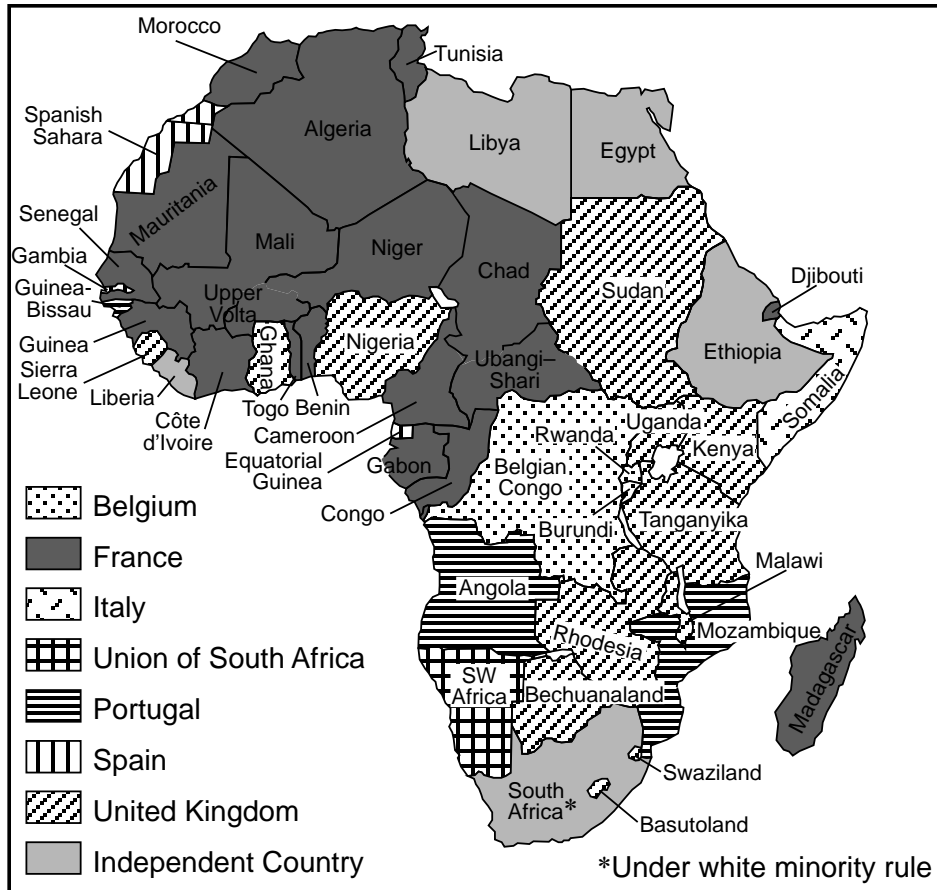 Morocco
Tunisia
Spanish
Sahara
Algeria
Libya
Egypt
Mauritania
Senegal
Mali
Niger
Chad
Gambia
Guinea-
Bissau
Upper
Volta
Sudan
Djibouti
Guinea
Sierra
Leone
Liberia
Côte
d'Ivoire
Ghana
Togo
Benin
Nigeria
Cameroon
Ubangi–
Shari
Ethiopia
Somalia
Equatorial
Guinea
Gabon
Congo
Belgian
Congo
Rwanda
Uganda
Kenya
Burundi
Tanganyika
Malawi
Angola
Rhodesia
Mozambique
Madagascar
SW
Africa
Bechuanaland
South
Africa*
Swaziland
Basutoland
Belgium
France
Italy
Union of South Africa
Portugal
Spain
United Kingdom
Independent Country
*Under white minority rule